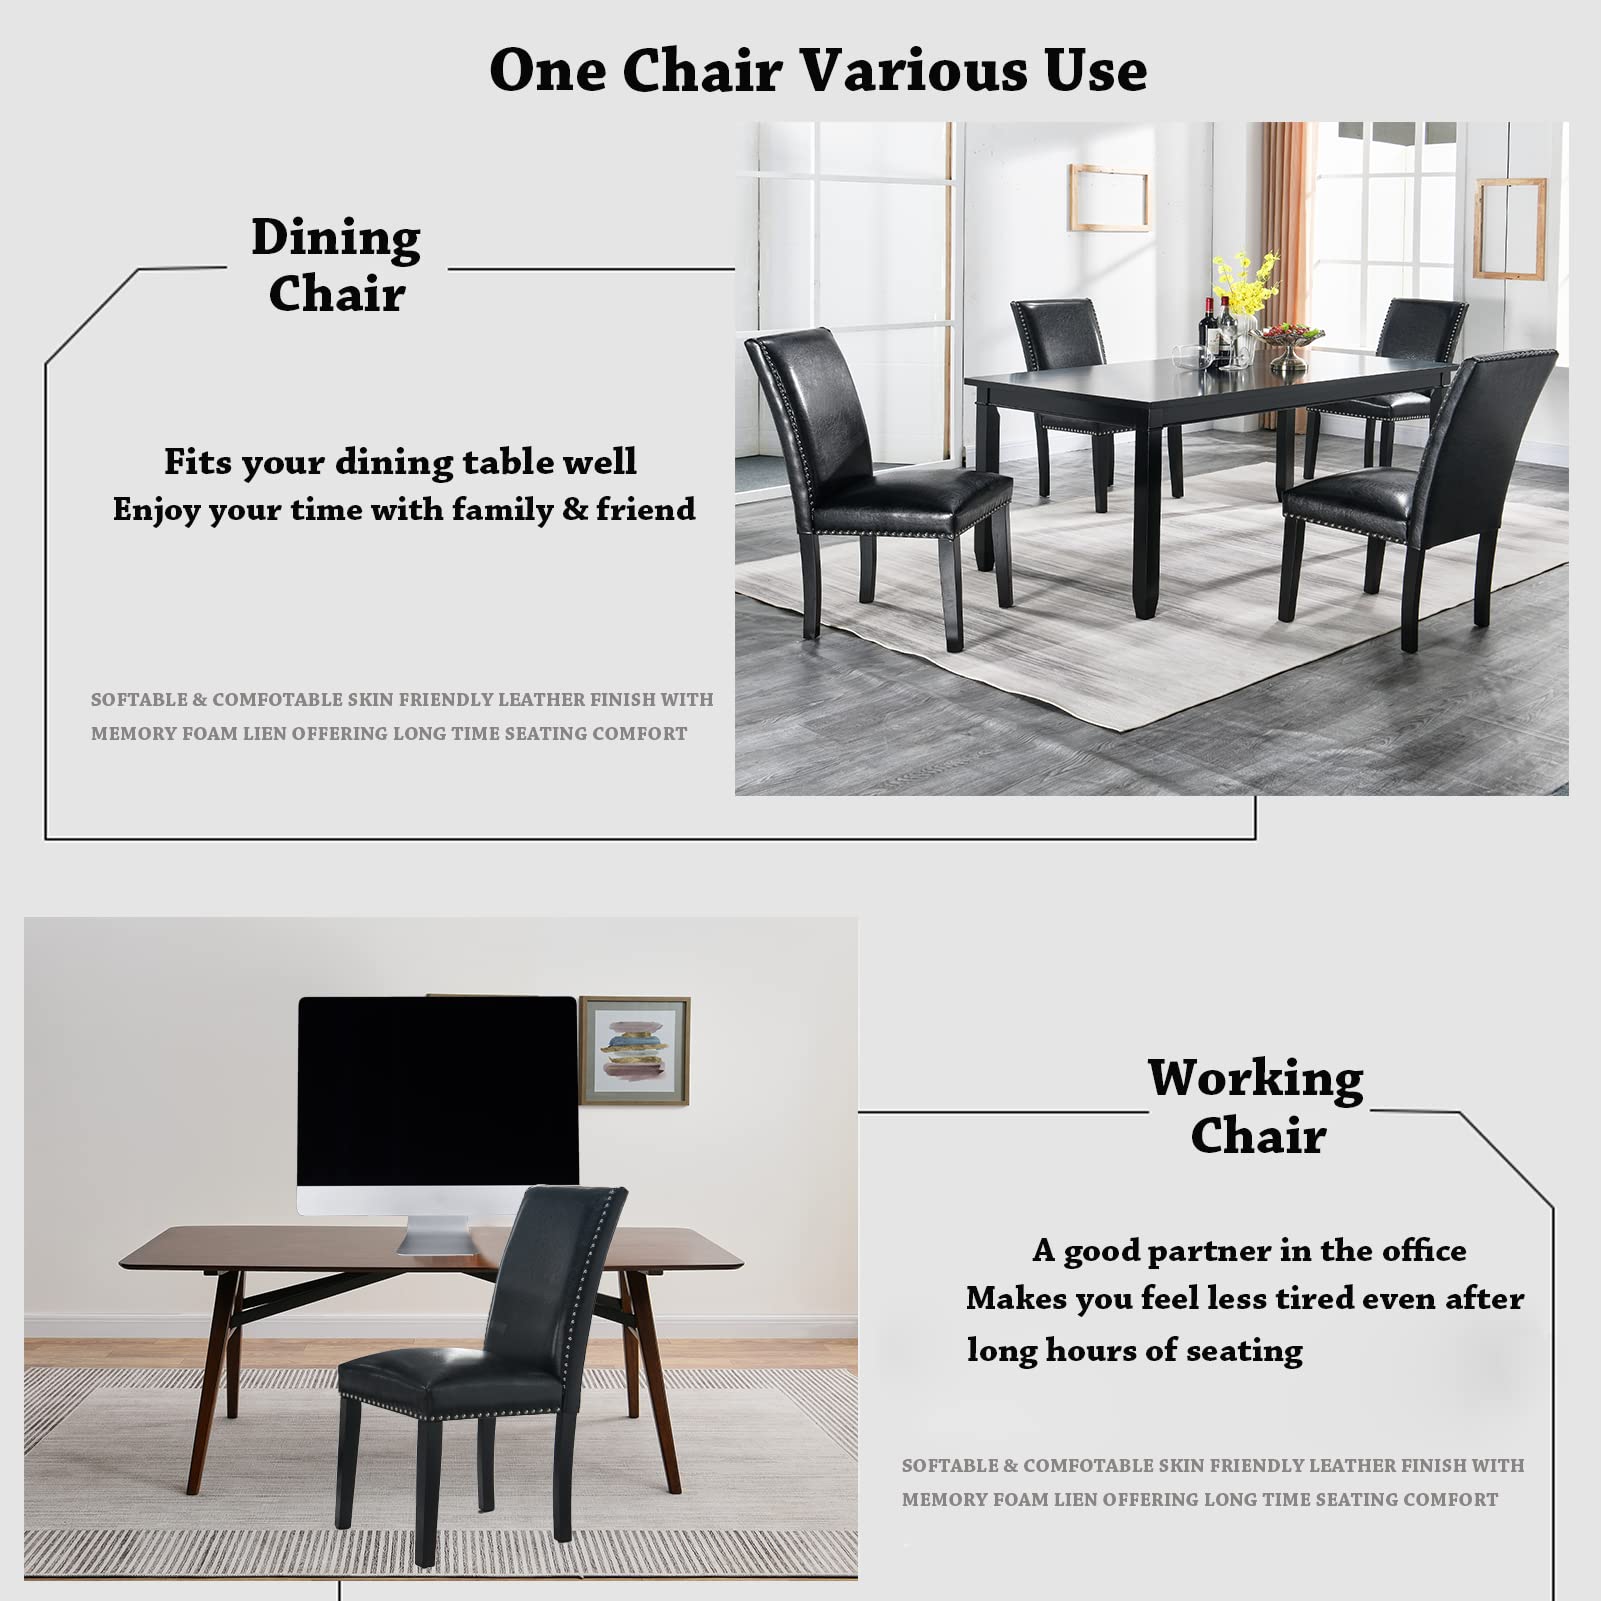 One Chair Various Use
Dining
Chair
Fits your dining table well
Enjoy your time with family & friend
SOFTABLE & COMFOTABLE SKIN FRIENDLY LEATHER FINISH WITH
MEMORY FOAM LIEN OFFERING LONG TIME SEATING COMFORT
Working
Chair
A good partner in the office
Makes you feel less tired even after
long hours of seating
SOFTABLE & COMFOTABLE SKIN FRIENDLY LEATHER FINISH WITH
MEMORY FOAM LIEN OFFERING LONG TIME SEATING COMFORT